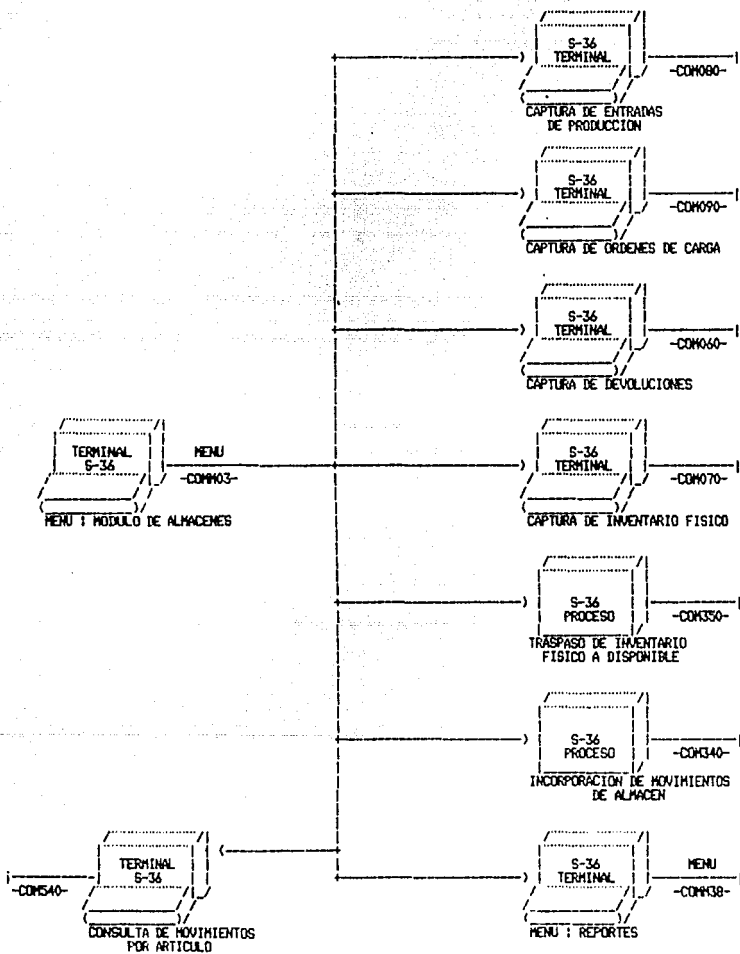 S-36
TERMINAL
-COM080-
CAPTURA DE ENTRADAS
DE PRODUCCION
S-36
TERMINAL
-COM090-
CAPTURA DE ORDENES DE CARGA
S-36
TERMINAL
-COM060-
CAPTURA DE DEVOLUCIONES
TERMINAL
S-36
MENU
-COMM03-
MENU : MODULO DE ALMACENES
S-36
TERMINAL
-COM070-
CAPTURA DE INVENTARIO FISICO
S-36
PROCESO
-COM350-
TRASPASO DE INVENTARIO
FISICO A DISPONIBLE
S-36
PROCESO
-COM340-
INCORPORACION DE MOVIMIENTOS
DE ALMACEN
TERMINAL
S-36
-COM540-
CONSULTA DE MOVIMIENTOS
POR ARTICULO
S-36
TERMINAL
MENU
-COMM38-
MENU : REPORTES